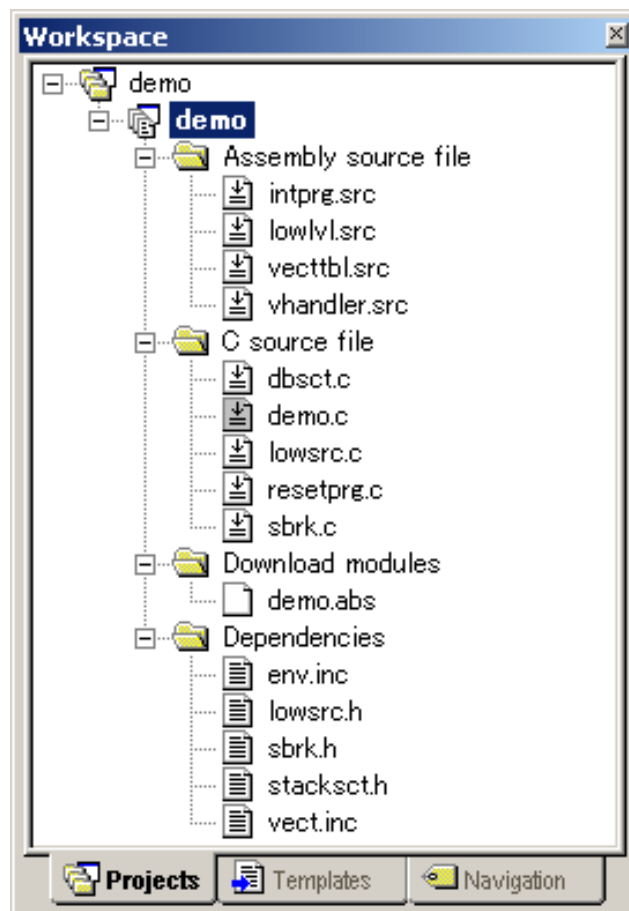 Workspace
demo
demo
Assembly source file
intprg.src
lowlvl.src
vecttbl.src
vhandler.src
C source file
dbsct.c
demo.c
lowsrc.c
resetprg.c
sbrk.c
Download modules
demo.abs
Dependencies
env.inc
lowsrc.h
sbrk.h
stacksct.h
vect.inc
Projects Templates Navigation